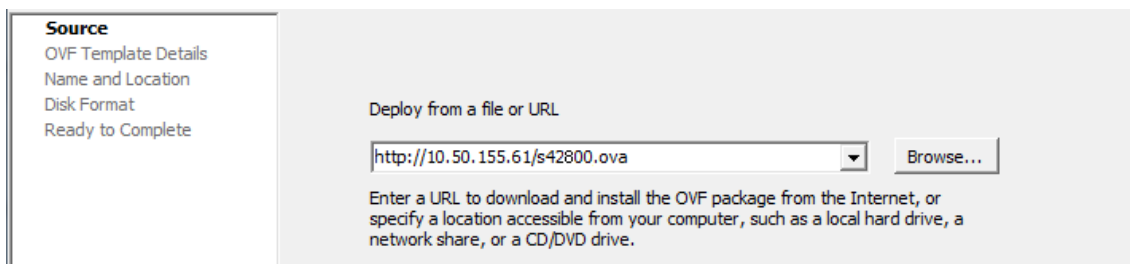 Source
OVF Template Details
Name and Location
Disk Format
Ready to Complete
Deploy from a file or URL
http://10.50.155.61/s42800.ova
Browse...
Enter a URL to download and install the OVF package from the Internet, or
specify a location accessible from your computer, such as a local hard drive, a
network share, or a CD/DVD drive.